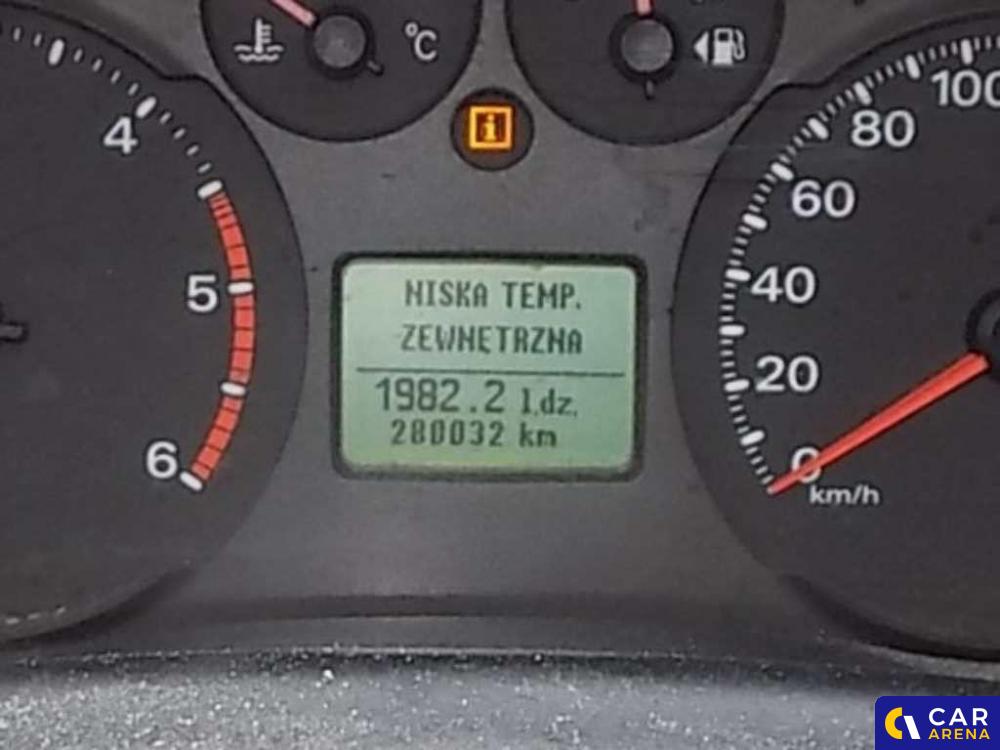 °C
4
5
6
NISKA TEMP.
ZEWNĘTRZNA
1982.2 l.dz.
280032 km
100
80
60
40
20
0
km/h
CAR
ARENA